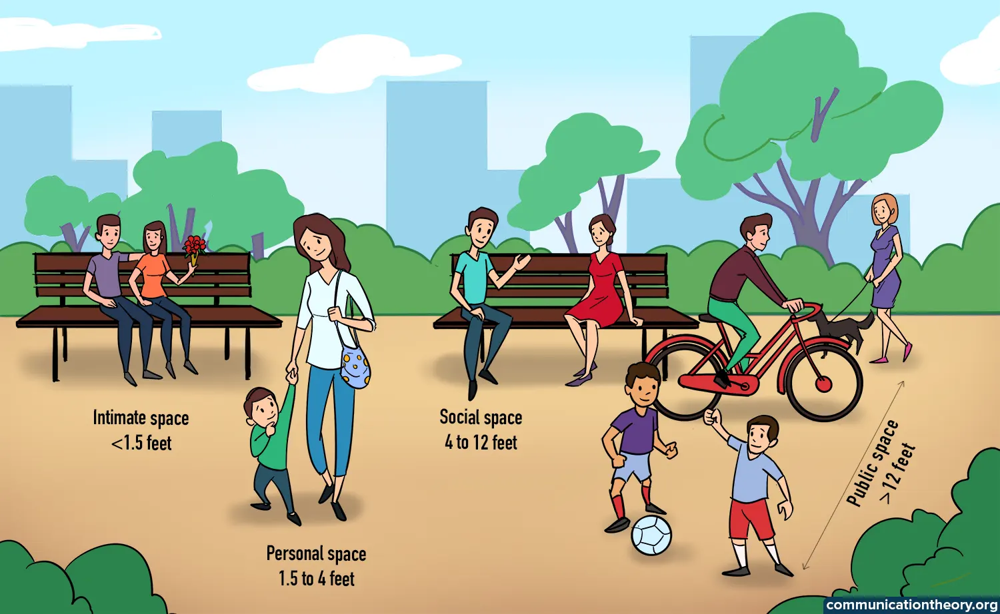 Intimate space
<1.5 feet
Social space
4 to 12 feet
Public space
>12 feet
Personal space
1.5 to 4 feet
communicationtheory.org